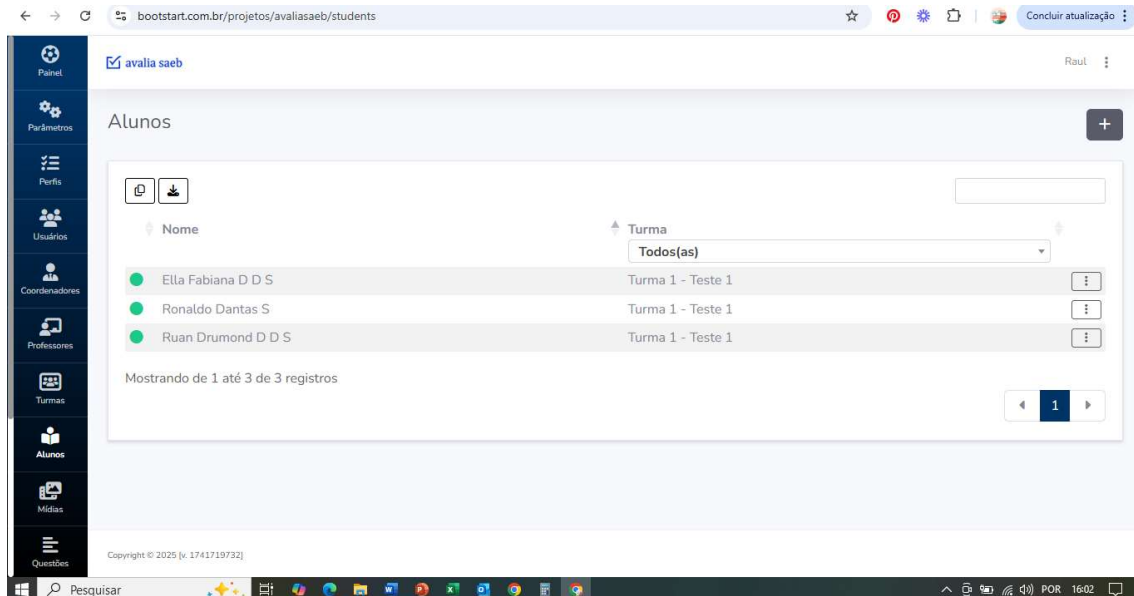 bootstart.com.br/projetos/avaliasaeb/students
Concluir atualização
Painel
avalia saeb
Raul
Parâmetros
Alunos
+
Perfis
Usuários
Nome
Turma
Todos(as)
Coordenadores
Ella Fabiana D D S
Turma 1 - Teste 1
Ronaldo Dantas S
Turma 1 - Teste 1
Professores
Ruan Drumond D D S
Turma 1 - Teste 1
Mostrando de 1 até 3 de 3 registros
Turmas
1
Alunos
Mídias
Questões
Copyright © 2025 [v. 1741719732]
Pesquisar
POR 16:02